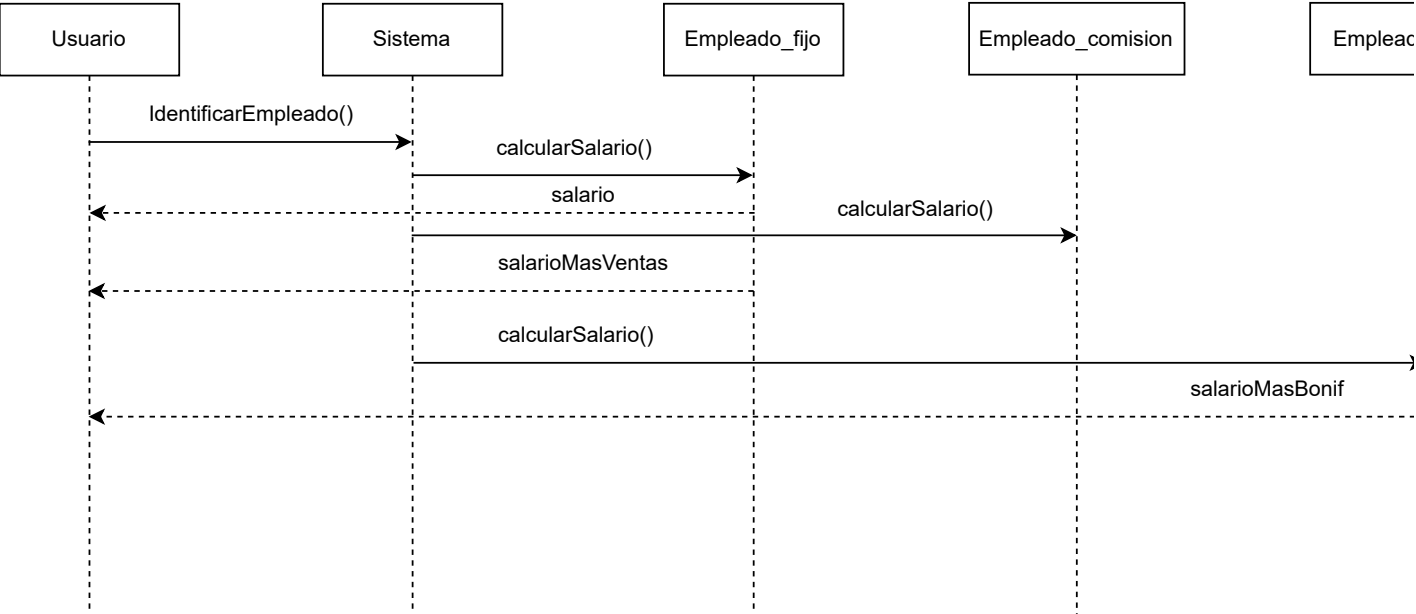 Usuario
Sistema
Empleado_fijo
Empleado_comision
IdentificarEmpleado()
calcularSalario()
salario
calcularSalario()
salarioMasVentas
calcularSalario()
salarioMasBonif